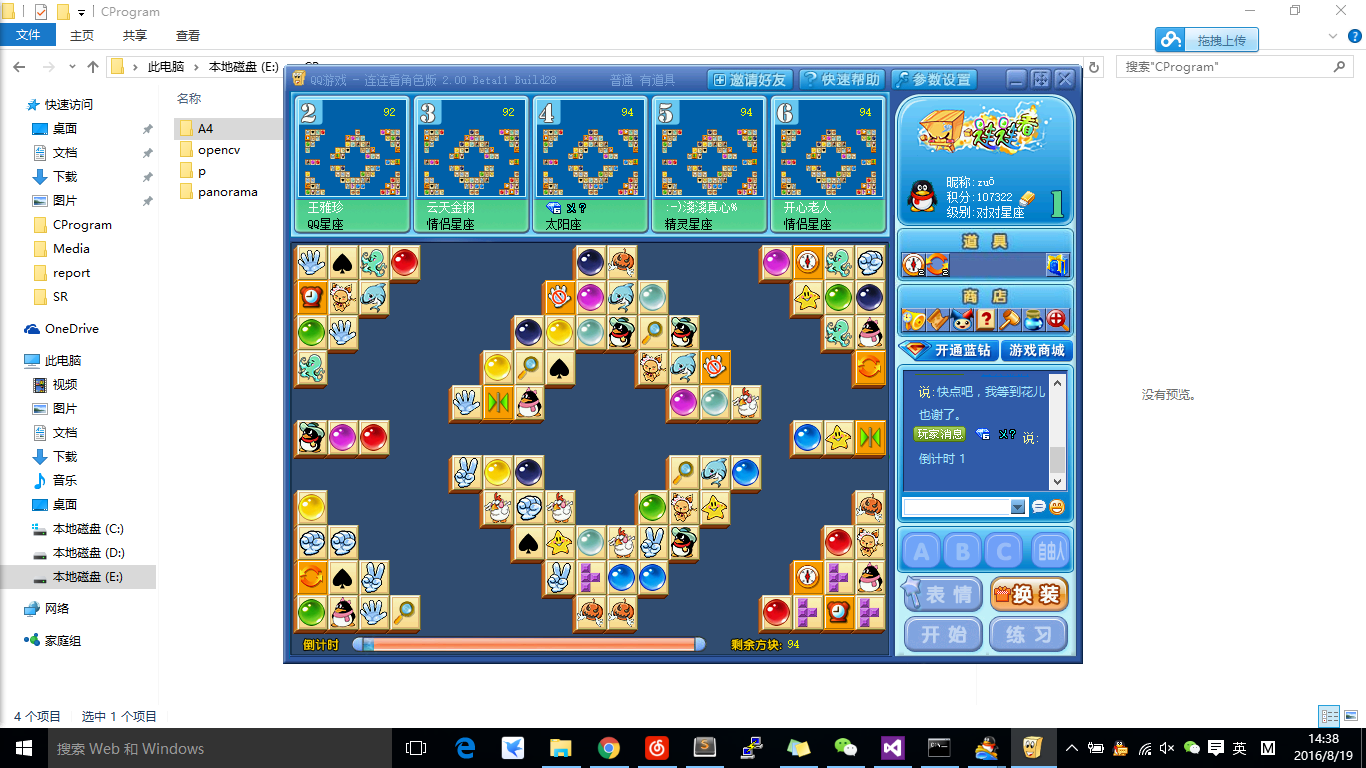 CProgram
文件 主页 共享 查看
拖拽上传
此电脑 本地磁盘 (E:)
搜索"CProgram"
快速访问
桌面
文档
下载
图片
CProgram
Media
report
SR
OneDrive
此电脑
视频
图片
文档
下载
音乐
桌面
本地磁盘 (C:)
本地磁盘 (D:)
本地磁盘 (E:)
网络
家庭组
名称
A4
opencv
p
panorama
QQ游戏 - 连连看角色版 2.00 Beta11 Build28
普通 有道具
邀请好友 快速帮助 参数设置
2 92
王雅珍
QQ星座
3 92
云天金钢
情侣星座
4 94
太阳座
5 94
:-)淺淺真心%
精灵星座
6 94
开心老人
情侣星座
连连看
昵称:zuô
积分:107322
级别:对对星座
1
道具
2 2
商店
开通蓝钻 游戏商城
说:快点吧，我等到花儿
也谢了。
玩家消息 说:
倒计时 1
A B C 自由人
表情 换装
开始 练习
倒计时
剩余方块: 94
没有预览。
4 个项目 选中 1 个项目
搜索 Web 和 Windows
英 M
14:38
2016/8/19